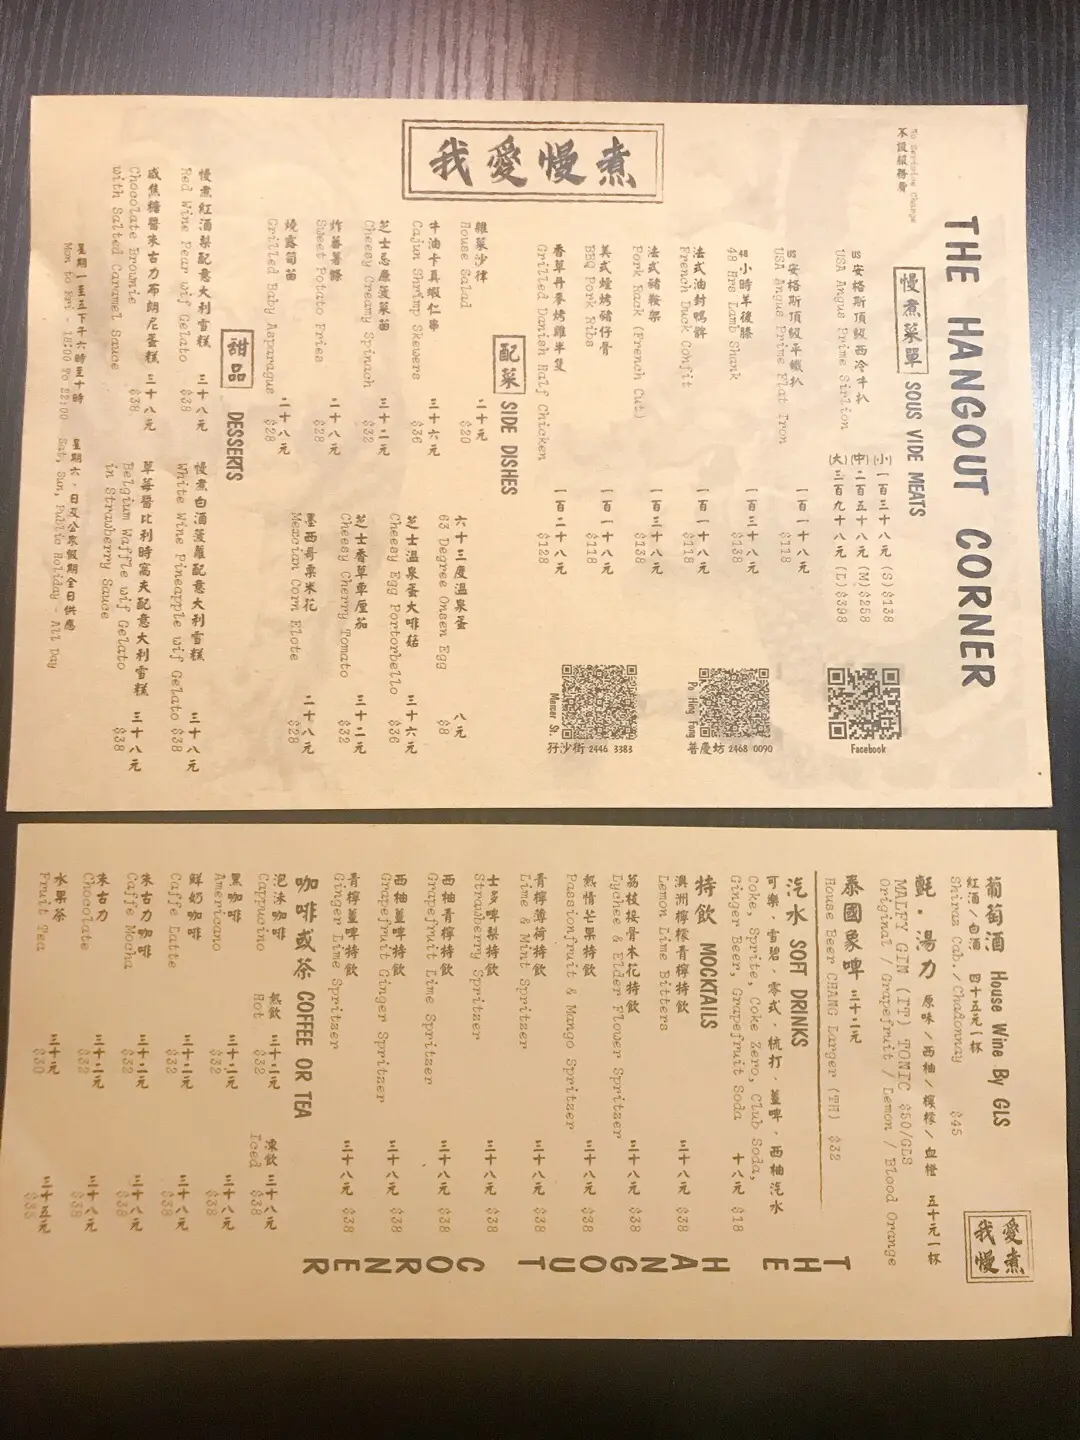 我愛慢煮
No Servince Charge
不設服務費
THE HANGOUT CORNER
慢煮菜單 SOUS VIDE MEATS
US安格斯頂級西冷牛扒
USA Angus Prime Sirlion
(小) 一百三十八元 (S) $138
(中) 二百五十八元 (M) $258
(大) 三百九十八元 (L) $398
US安格斯頂級平鐵扒 一百一十八元
USA Angus Prime Flat Iron $118
48小時羊後膝 一百三十八元
48 Hrs Lamb Shank $138
法式油封鴨髀 一百一十八元
French Duck Confit $118
法式豬鞍架 一百三十八元
Pork Rack (French Cut) $138
美式煙烤豬仔骨 一百一十八元
BBQ Pork Ribs $118
香草丹麥烤雞半隻 一百二十八元
Grilled Danish Half Chicken $128
Facebook
Po Hing Fong
普慶坊 2468 0090
Mercer St.
孖沙街 2446 3383
配菜 SIDE DISHES
雜菜沙律 二十元
House Salad $20
牛油卡真蝦仁串 三十六元
Cajun Shrimp Skewers $36
芝士忌廉菠菜苗 三十二元
Cheesy Creamy Spinach $32
炸蕃薯條 二十八元
Sweet Potato Fries $28
燒露筍苗 二十八元
Grilled Baby Asparagus $28
六十三度溫泉蛋 八元
63 Degree Onsen Egg $8
芝士溫泉蛋大啡菇 三十六元
Cheesy Egg Portorbello $36
芝士香草車厘茄 三十二元
Cheesy Cherry Tomato $32
墨西哥粟米花 二十八元
Mexcian Corn Elote $28
甜品 DESSERTS
慢煮紅酒梨配意大利雪糕 三十八元
Red Wine Pear wif Gelato $38
咸焦糖醬朱古力布朗尼蛋糕 三十八元
Chocolate Brownie $38
with Salted Caramel Sauce
慢煮白酒菠蘿配意大利雪糕 三十八元
White Wine Pineapple wif Gelato $38
草莓醬比利時窩夫配意大利雪糕 三十八元
Belgium Waffle wif Gelato $38
in Strawberry Sauce
星期一至五下午六時至十時
Mon to Fri - 18:00 To 22:00
星期六，日及公眾假期全日供應
Sat, Sun, Public Holiday - All Day
我愛慢煮
葡萄酒 House Wine By GLS
紅酒/白酒 四十五元一杯
Shiraz Cab./Chadonnay $45
氈·湯力 原味/西柚/檸檬/血橙 五十元一杯
MALFY GIN (IT) TONIC $50/GLS
Original / Grapefruit / Lemon / Blood Orange
泰國象啤 三十二元
House Beer CHANG Larger (TH) $32
汽水 SOFT DRINKS
可樂，雪碧，零式，梳打，薑啤，西柚汽水
Coke, Sprite, Coke Zero, Club Soda,
Ginger Beer, Grapefruit Soda 十八元 $18
特飲 MOCKTAILS
澳洲檸檬青檸特飲 三十八元
Lemon Lime Bitters $38
荔枝接骨木花特飲 三十八元
Lychee & Elder Flower Spritzer $38
熱情芒果特飲 三十八元
Passionfruit & Mango Spritzer $38
青檸薄荷特飲 三十八元
Lime & Mint Spritzer $38
士多啤梨特飲 三十八元
Strawberry Spritzer $38
西柚青檸特飲 三十八元
Grapefruit Lime Spritzer $38
西柚薑啤特飲 三十八元
Grapefruit Ginger Spritzer $38
青檸薑啤特飲 三十八元
Ginger Lime Spritzer $38
咖啡或茶 COFFEE OR TEA
泡沫咖啡 熱飲 三十二元 凍飲 三十八元
Cappucino Hot $32 Iced $38
黑咖啡 三十二元 三十八元
Americano $32 $38
鮮奶咖啡 三十二元 三十八元
Caffe Latte $32 $38
朱古力咖啡 三十二元 三十八元
Caffe Mocha $32 $38
朱古力 三十二元 三十八元
Chocolate $32 $38
水果茶 三十元 三十五元
Fruit Tea $30 $35
THE HANGOUT CORNER